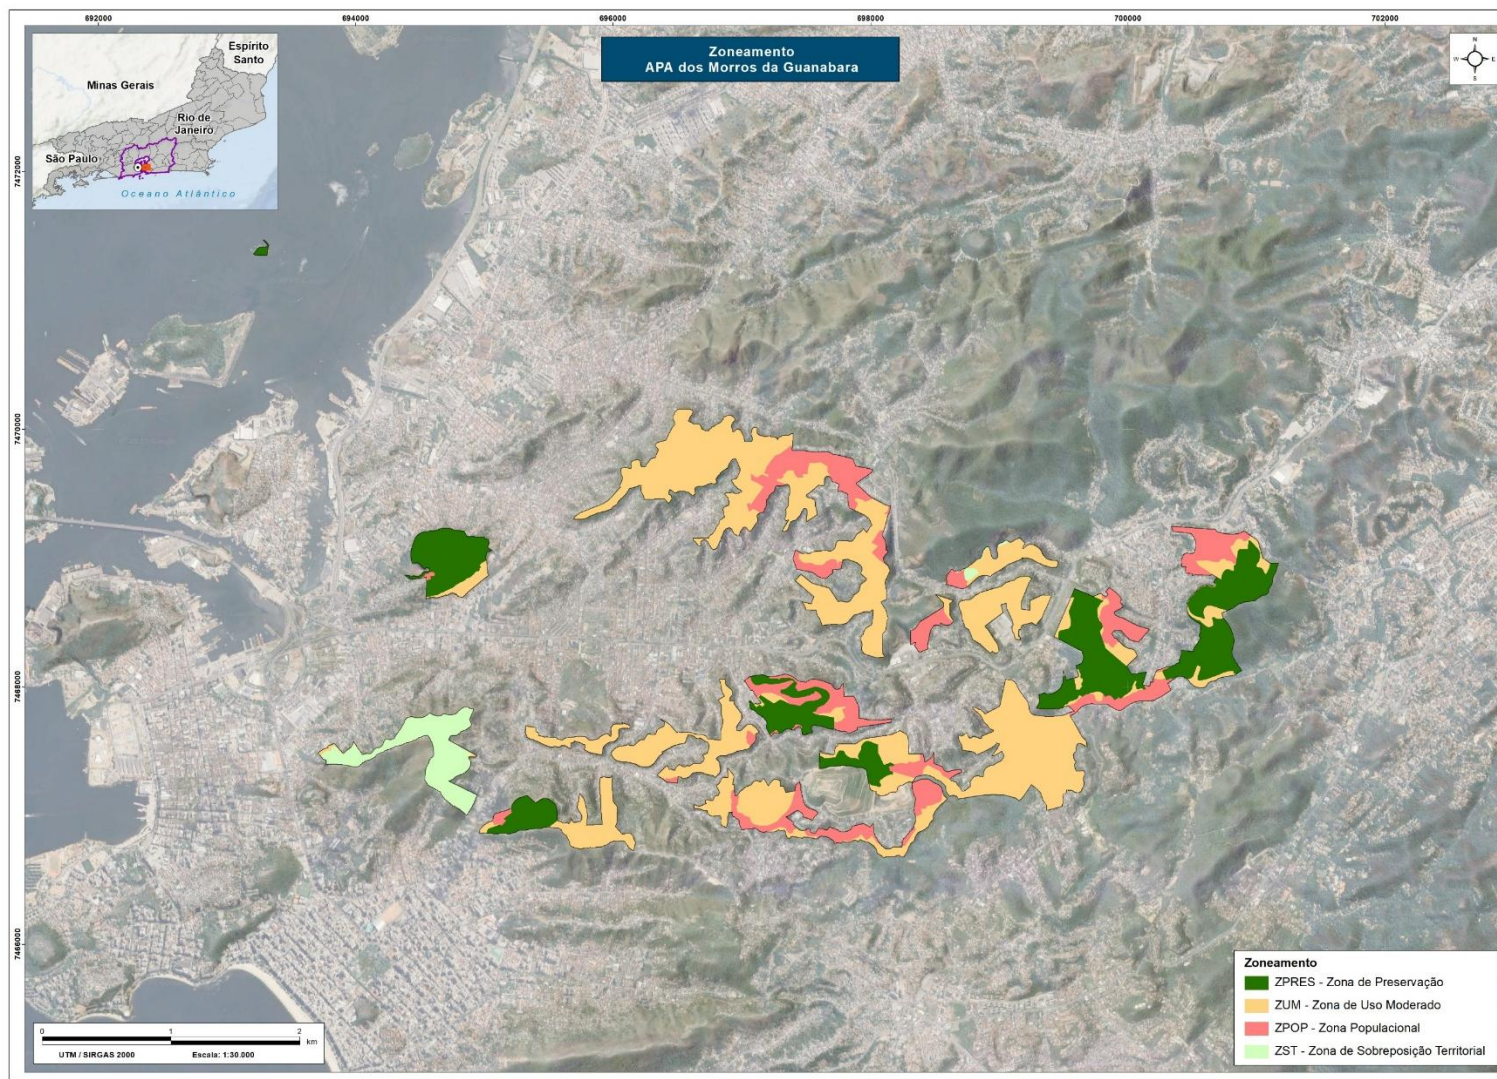 692000
694000
696000
698000
700000
702000
Zoneamento
APA dos Morros da Guanabara
N
W
E
S
Espírito
Santo
Minas Gerais
Rio de
Janeiro
São Paulo
Oceano Atlântico
7472000
7470000
7468000
7466000
Zoneamento
ZPRES - Zona de Preservação
ZUM - Zona de Uso Moderado
ZPOP - Zona Populacional
ZST - Zona de Sobreposição Territorial
0 1 2
km
UTM / SIRGAS 2000 Escala: 1:30.000